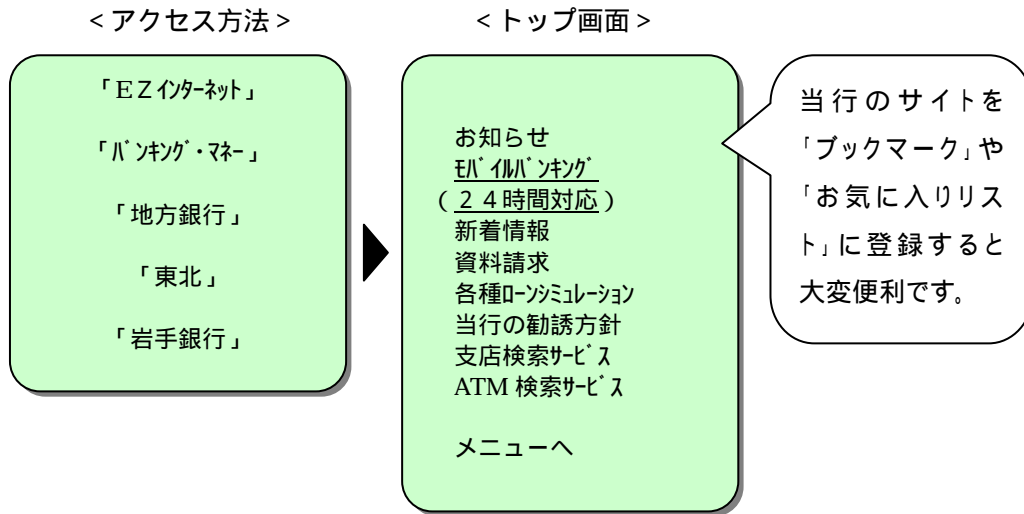 <アクセス方法>
「EZｲﾝﾀｰﾈｯﾄ」
「ﾊﾞﾝｷﾝｸﾞ・ﾏﾈｰ」
「地方銀行」
「東北」
「岩手銀行」
<トップ画面>
お知らせ
ﾓﾊﾞｲﾙﾊﾞﾝｷﾝｸﾞ
(２４時間対応)
新着情報
資料請求
各種ﾛｰﾝｼﾐｭﾚｰｼｮﾝ
当行の勧誘方針
支店検索ｻｰﾋﾞｽ
ATM 検索ｻｰﾋﾞｽ
メニューへ
当行のサイトを
「ブックマーク」や
「お気に入りリス
ト」に登録すると
大変便利です。